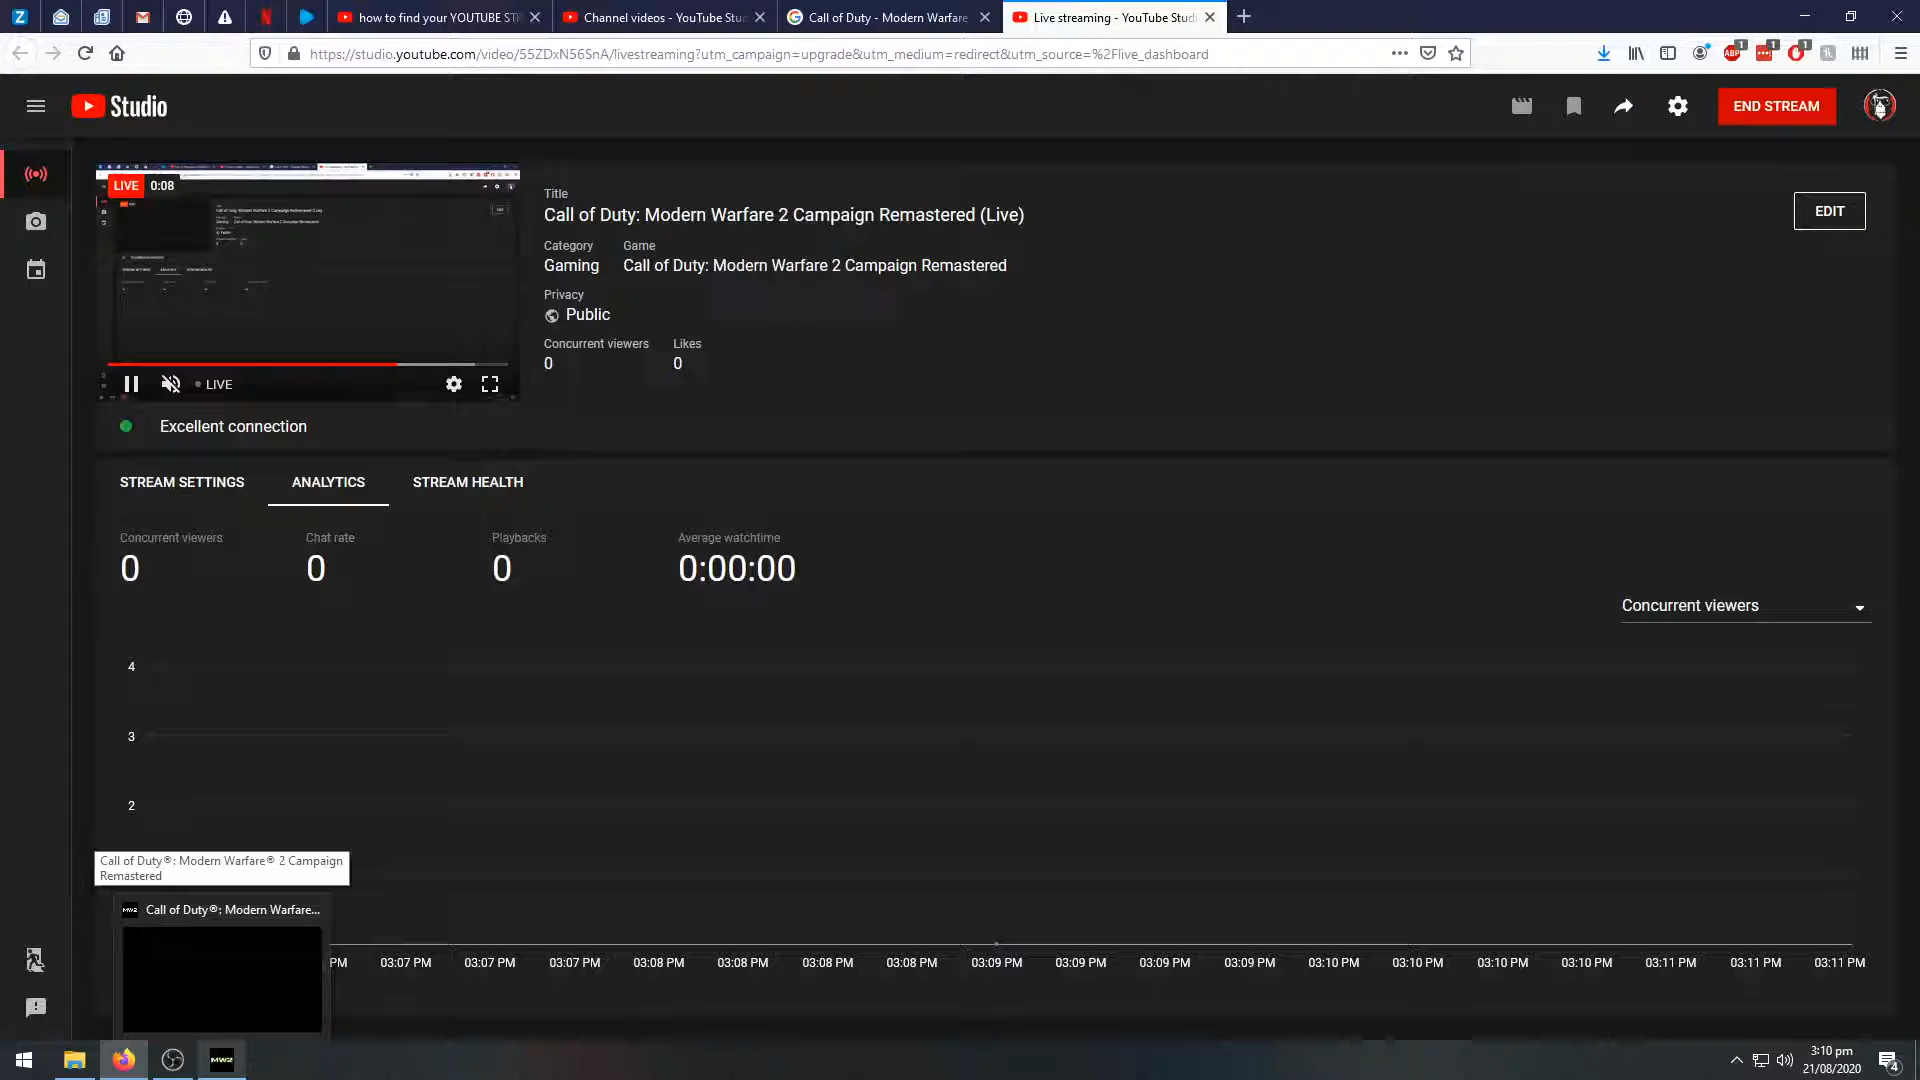 how to find your YOUTUBE ST
Channel videos - YouTube Stu
Call of Duty - Modern Warfare
Live streaming - YouTube Studi
https://studio.youtube.com/video/55ZDxN56SnA/livestreaming?utm_campaign=upgrade&utm_medium=redirect&utm_source=%2Flive_dashboard
Studio
END STREAM
LIVE 0:08
LIVE
Title
Call of Duty: Modern Warfare 2 Campaign Remastered (Live)
EDIT
Category Game
Gaming Call of Duty: Modern Warfare 2 Campaign Remastered
Privacy
Public
Concurrent viewers Likes
0 0
Excellent connection
STREAM SETTINGS ANALYTICS STREAM HEALTH
Concurrent viewers Chat rate Playbacks Average watchtime
0 0 0 0:00:00
Concurrent viewers
4
3
2
Call of Duty®: Modern Warfare® 2 Campaign
Remastered
MW2 Call of Duty®: Modern Warfare...
PM 03:07 PM 03:07 PM 03:07 PM 03:08 PM 03:08 PM 03:08 PM 03:08 PM 03:09 PM 03:09 PM 03:09 PM 03:09 PM 03:10 PM 03:10 PM 03:10 PM 03:10 PM 03:11 PM 03:11 PM 03:11 PM
MW2
3:10 pm
21/08/2020
4